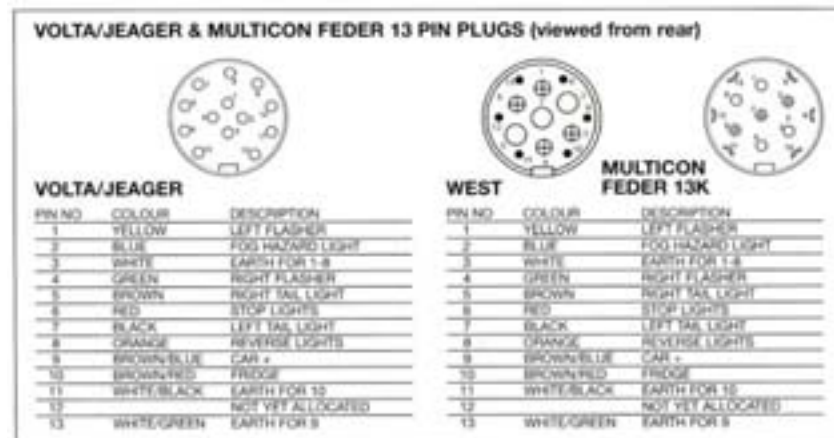 VOLTA/JEAGER & MULTICON FEDER 13 PIN PLUGS (viewed from rear)
VOLTA/JEAGER
PIN NO COLOUR DESCRIPTION
1 YELLOW LEFT FLASHER
2 BLUE FOG HAZARD LIGHT
3 WHITE EARTH FOR 1-8
4 GREEN RIGHT FLASHER
5 BROWN RIGHT TAIL LIGHT
6 RED STOP LIGHTS
7 BLACK LEFT TAIL LIGHT
8 ORANGE REVERSE LIGHTS
9 BROWN/BLUE CAR +
10 BROWN/RED FRIDGE
11 WHITE/BLACK EARTH FOR 10
12 NOT YET ALLOCATED
13 WHITE/GREEN EARTH FOR 9
WEST
MULTICON
FEDER 13K
PIN NO COLOUR DESCRIPTION
1 YELLOW LEFT FLASHER
2 BLUE FOG HAZARD LIGHT
3 WHITE EARTH FOR 1-8
4 GREEN RIGHT FLASHER
5 BROWN RIGHT TAIL LIGHT
6 RED STOP LIGHTS
7 BLACK LEFT TAIL LIGHT
8 ORANGE REVERSE LIGHTS
9 BROWN/BLUE CAR +
10 BROWN/RED FRIDGE
11 WHITE/BLACK EARTH FOR 10
12 NOT YET ALLOCATED
13 WHITE/GREEN EARTH FOR 9